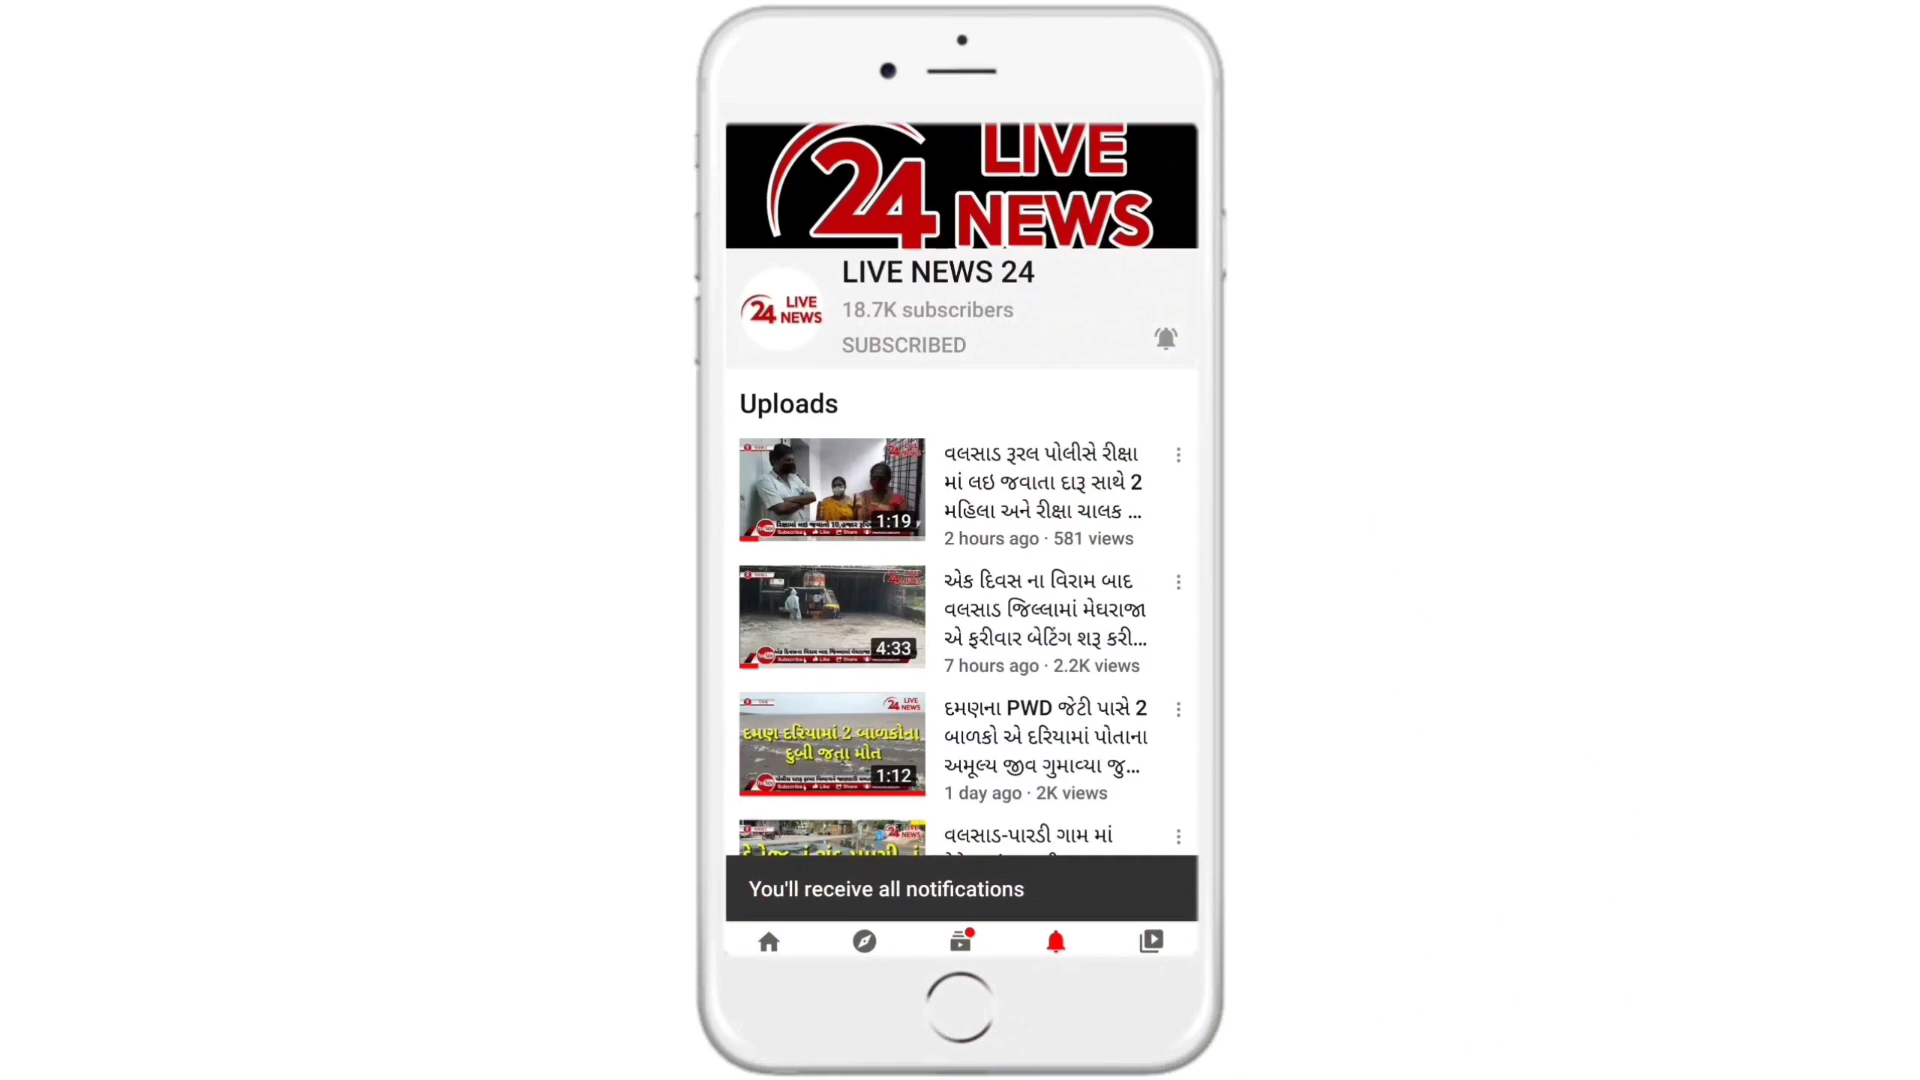 24 LIVE
NEWS
LIVE NEWS 24
24 LIVE
NEWS
18.7K subscribers
SUBSCRIBED
Uploads
વલસાડ રૂરલ પોલીસે રીક્ષા
માં લઇ જવાતા દારૂ સાથે 2
મહિલા અને રીક્ષા ચાલક ...
2 hours ago · 581 views
1:19
એક દિવસ ના વિરામ બાદ
વલસાડ જિલ્લામાં મેઘરાજા
એ ફરીવાર બેટિંગ શરૂ કરી...
7 hours ago · 2.2K views
4:33
24 LIVE
NEWS
દમણ દરિયામાં 2 બાળકોના
ડુબી જતા મોત
1:12
દમણના PWD જેટી પાસે 2
બાળકો એ દરિયામાં પોતાના
અમૂલ્ય જીવ ગુમાવ્યા જુ...
1 day ago · 2K views
વલસાડ-પારડી ગામ માં
You'll receive all notifications